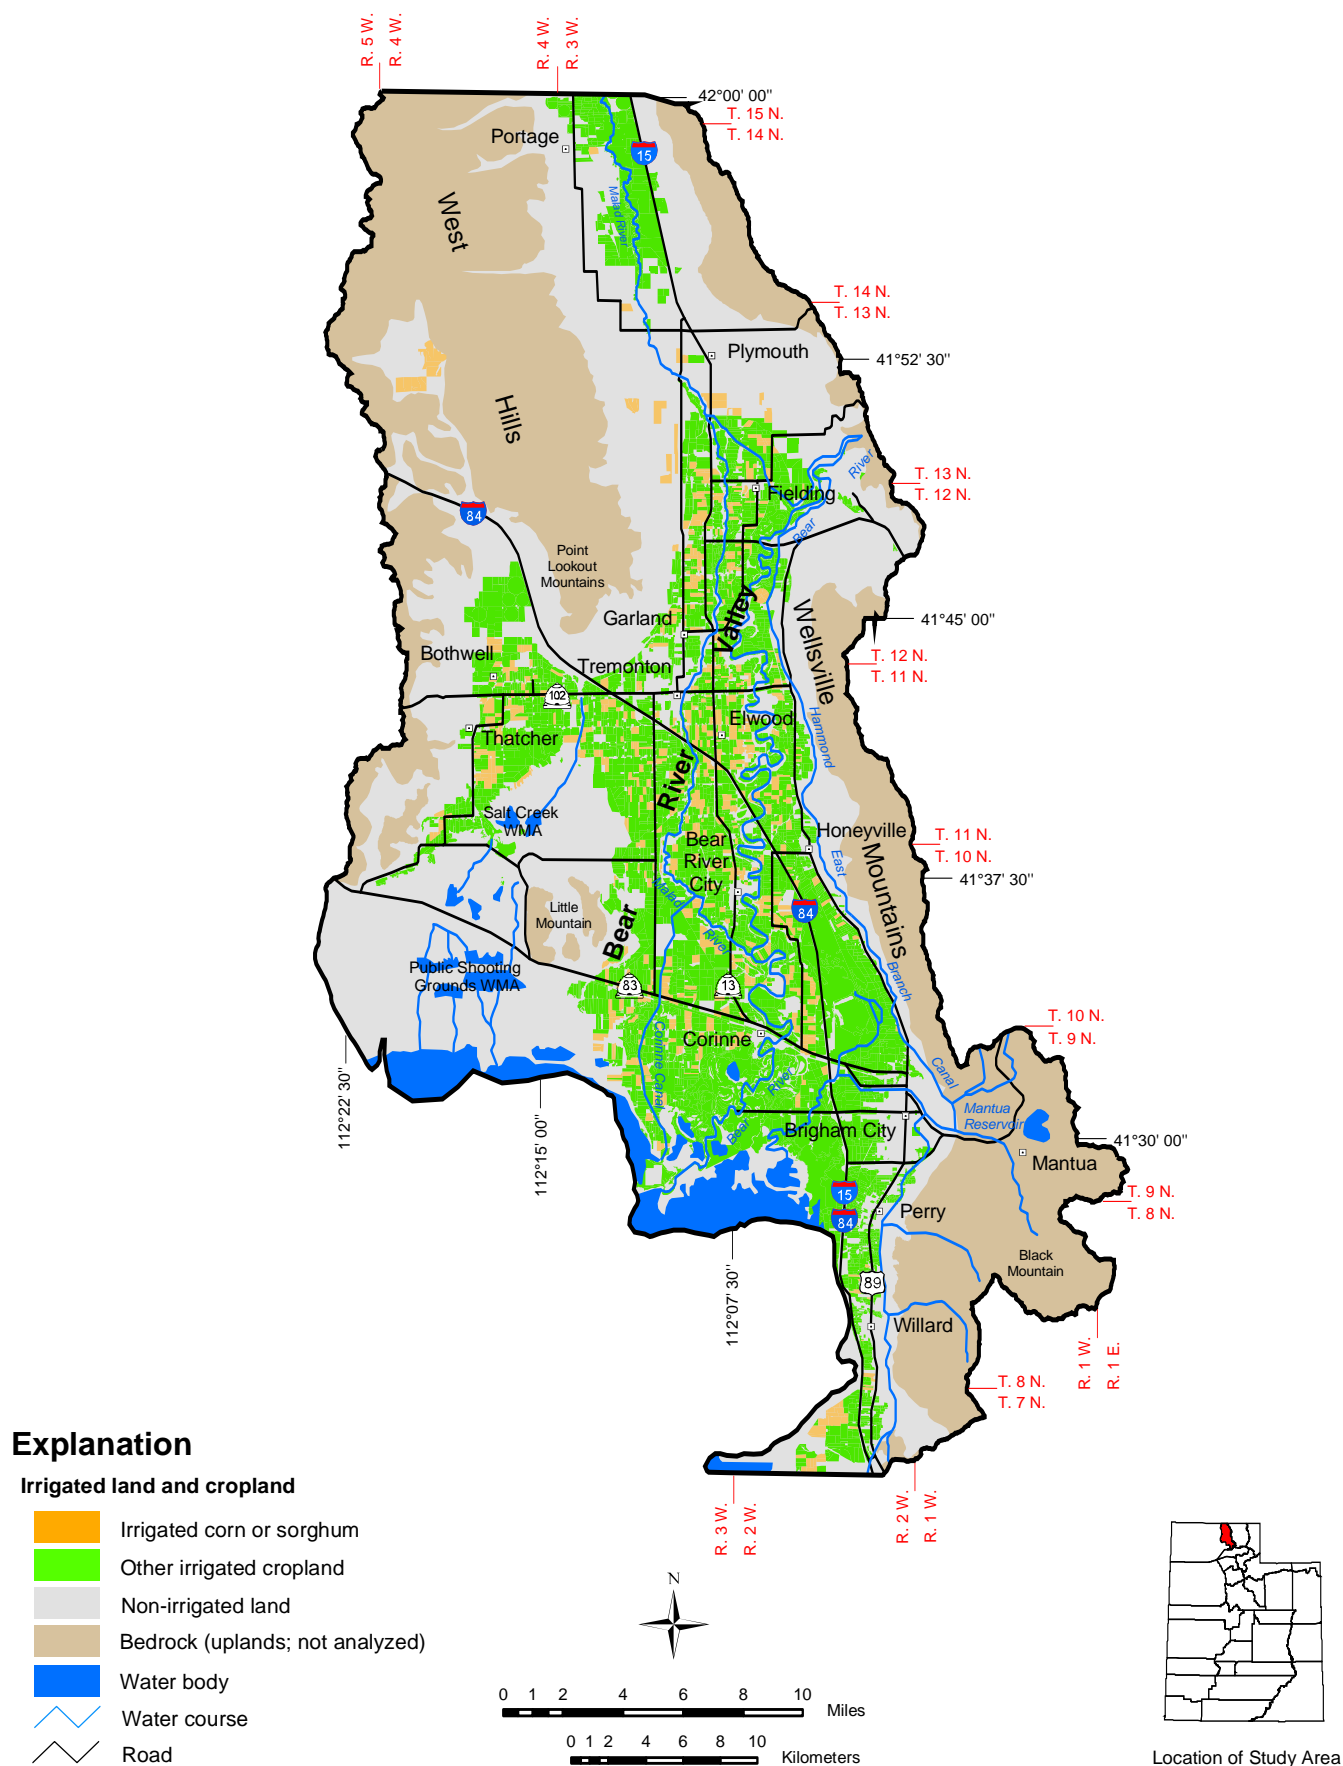 R. 5 W.
R. 4 W.
R. 4 W.
R. 3 W.
42°00' 00"
T. 15 N.
T. 14 N.
Portage
15
Malad River
West
Hills
T. 14 N.
T. 13 N.
Plymouth
41°52' 30"
River
T. 13 N.
T. 12 N.
Fielding
84
Bear
Point
Lookout
Mountains
Garland
Valley
Wellsville
41°45' 00"
Bothwell
Tremonton
T. 12 N.
T. 11 N.
102
Elwood
Hammond
Thatcher
River
Salt Creek
WMA
Honeyville
T. 11 N.
T. 10 N.
Bear
River
City
East
Mountains
41°37' 30"
Malad
Little
Mountain
84
Bear
River
Public Shooting
Grounds WMA
83
13
Branch
T. 10 N.
T. 9 N.
Corinne
Corinne Canal
Canal
River
Mantua
Reservoir
112°22' 30"
112°15' 00"
Bear
Brigham City
41°30' 00"
Mantua
15
84
Perry
T. 9 N.
T. 8 N.
Black
Mountain
89
112°07' 30"
Willard
R. 1 W.
R. 1 E.
T. 8 N.
T. 7 N.
R. 3 W.
R. 2 W.
R. 2 W.
R. 1 W.
Explanation
Irrigated land and cropland
Irrigated corn or sorghum
Other irrigated cropland
Non-irrigated land
Bedrock (uplands; not analyzed)
Water body
Water course
Road
N
0 1 2 4 6 8 10
Miles
0 1 2 4 6 8 10
Kilometers
Location of Study Area